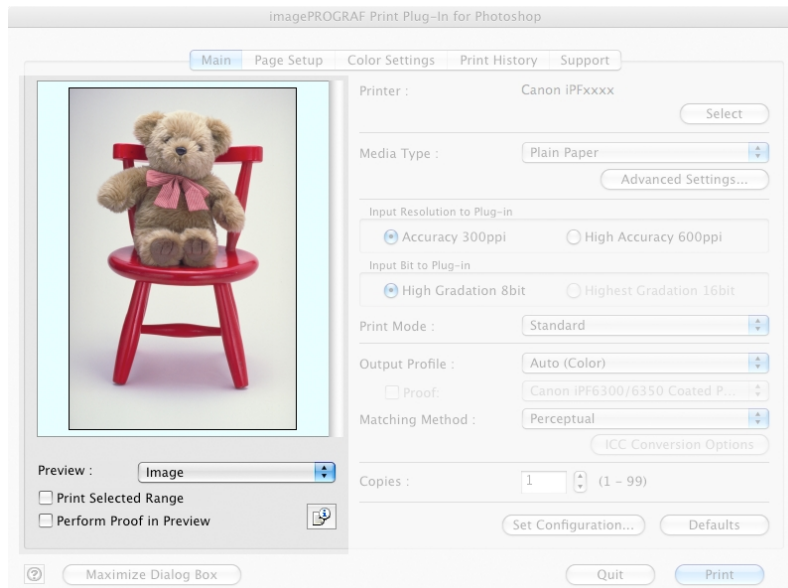 imagePROGRAF Print Plug-In for Photoshop
Main Page Setup Color Settings Print History Support
Printer : Canon iPFxxxx
Select
Media Type : Plain Paper
Advanced Settings...
Input Resolution to Plug-in
Accuracy 300ppi High Accuracy 600ppi
Input Bit to Plug-in
High Gradation 8bit Highest Gradation 16bit
Print Mode : Standard
Output Profile : Auto (Color)
Proof: Canon iPF6300/6350 Coated P...
Matching Method : Perceptual
ICC Conversion Options
Preview : Image
Print Selected Range
Perform Proof in Preview
Copies : 1 (1 – 99)
Set Configuration... Defaults
? Maximize Dialog Box Quit Print